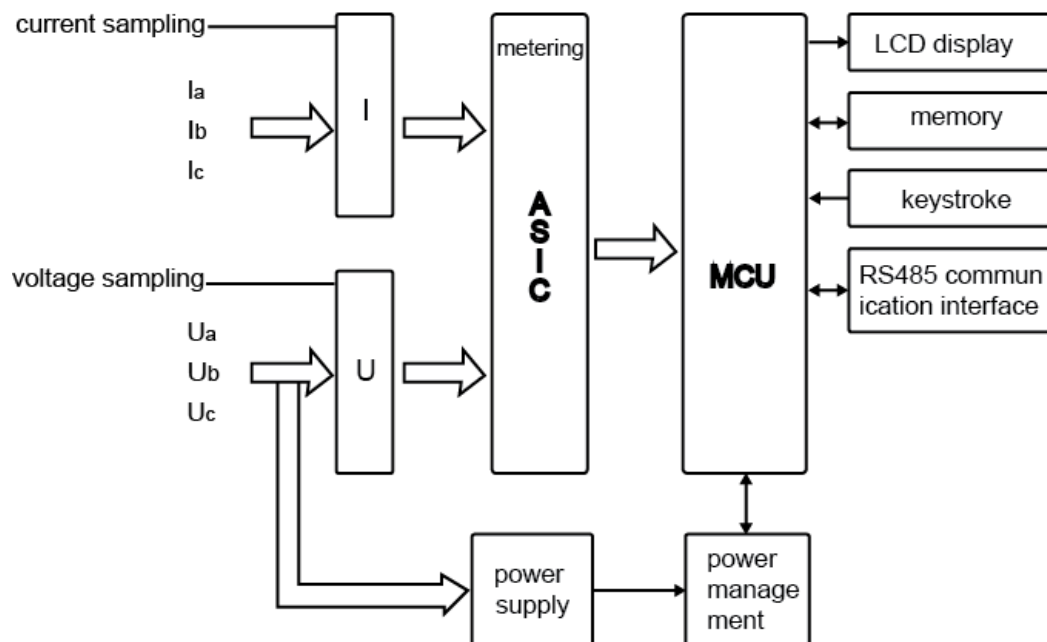 current sampling
Ia
Ib
Ic
I
metering
ASIC
MCU
LCD display
memory
keystroke
RS485 commun
ication interface
voltage sampling
Ua
Ub
Uc
U
power
supply
power
manage
ment